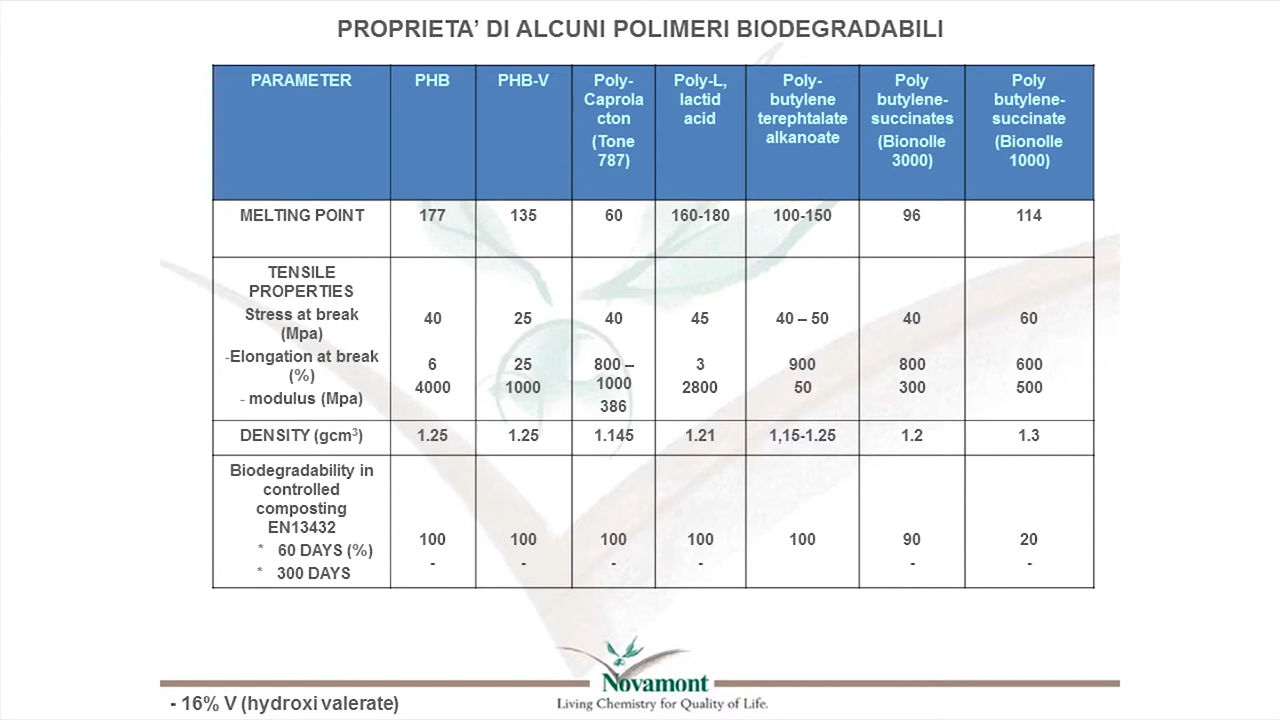 PROPRIETA’ DI ALCUNI POLIMERI BIODEGRADABILI
PARAMETER
PHB
PHB-V
Poly-
Caprola
cton
(Tone
787)
Poly-L,
lactid
acid
Poly-
butylene
terephtalate
alkanoate
Poly
butylene-
succinates
(Bionolle
3000)
Poly
butylene-
succinate
(Bionolle
1000)
MELTING POINT
177
135
60
160-180
100-150
96
114
TENSILE
PROPERTIES
Stress at break
(Mpa)
-Elongation at break
(%)
- modulus (Mpa)
40
6
4000
25
25
1000
40
800 –
1000
386
45
3
2800
40 – 50
900
50
40
800
300
60
600
500
DENSITY (gcm³)
1.25
1.25
1.145
1.21
1,15-1.25
1.2
1.3
Biodegradability in
controlled
composting
EN13432
* 60 DAYS (%)
* 300 DAYS
100
-
100
-
100
-
100
-
100
90
-
20
-
Novamont
Living Chemistry for Quality of Life.
- 16% V (hydroxi valerate)